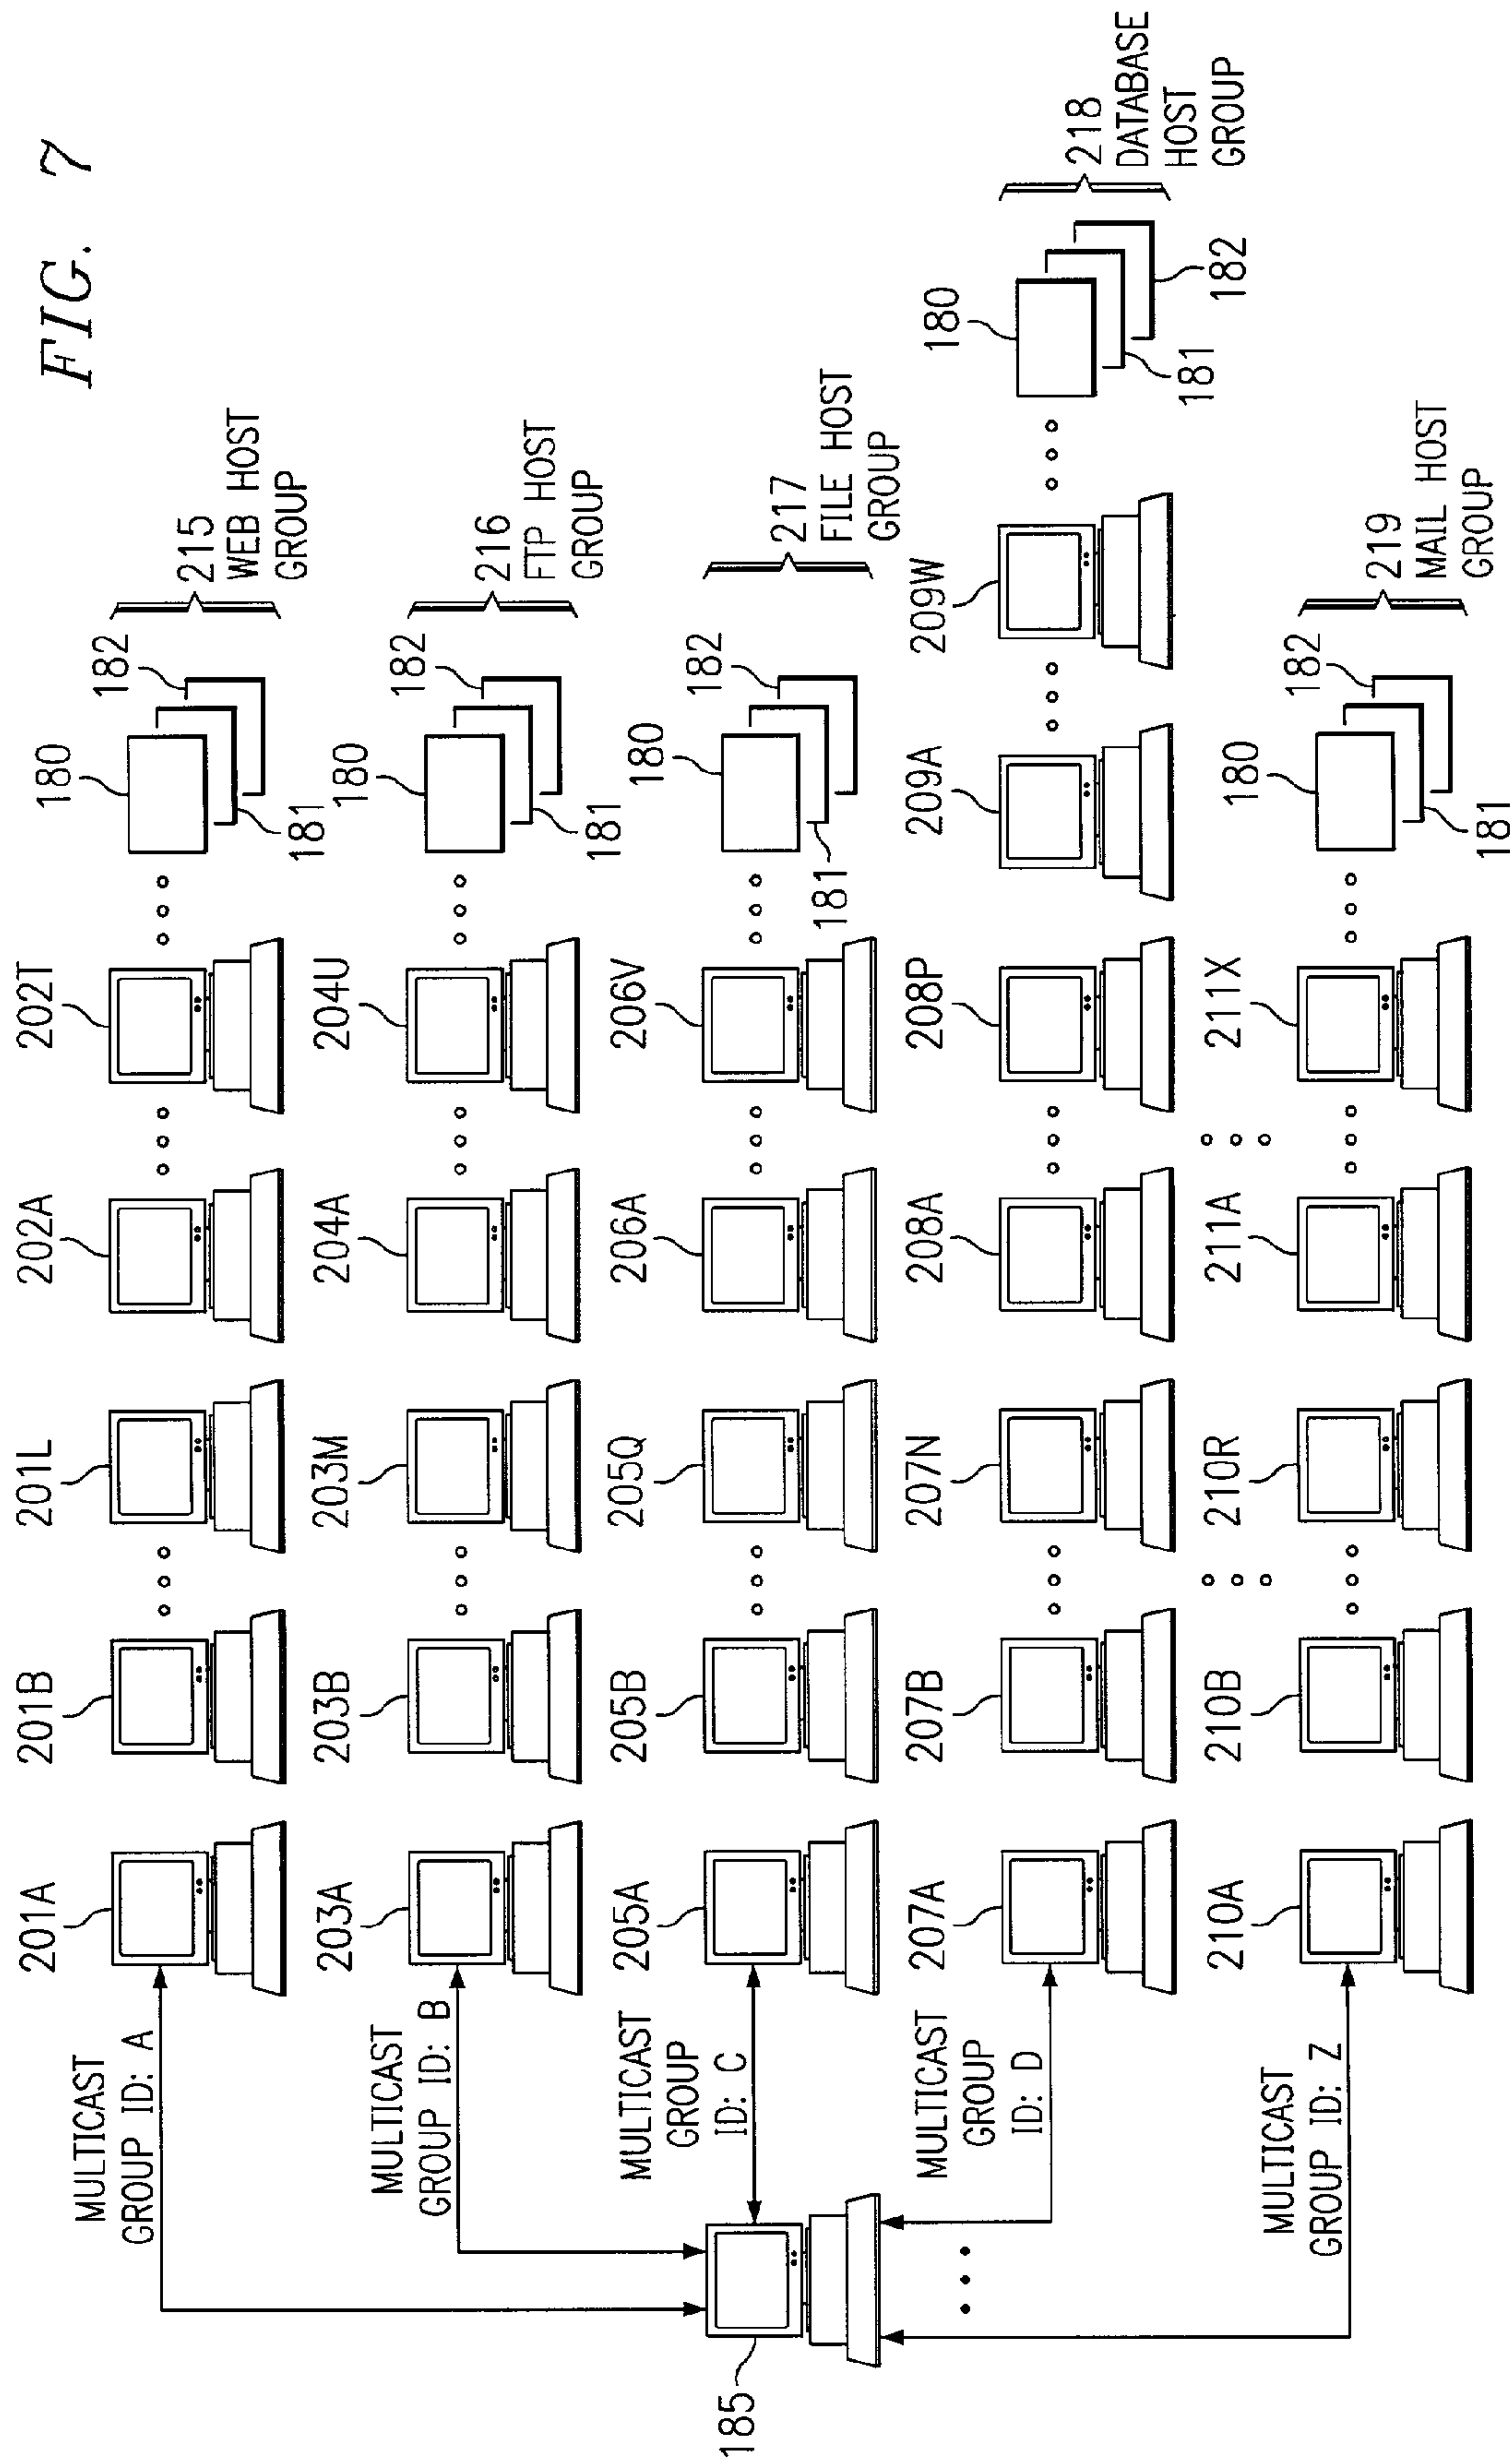 FIG. 7
201A
201B
201L
202A
202T
180
181
182
215
WEB HOST
GROUP
MULTICAST
GROUP ID: A
203A
203B
203M
204A
204U
180
181
182
216
FTP HOST
GROUP
MULTICAST
GROUP ID: B
205A
205B
205Q
206A
206V
180
181
182
217
FILE HOST
GROUP
MULTICAST
GROUP
ID: C
185
207A
207B
207N
208A
208P
209A
209W
180
181
182
218
DATABASE
HOST
GROUP
MULTICAST
GROUP
ID: D
210A
210B
210R
211A
211X
180
181
182
219
MAIL HOST
GROUP
MULTICAST
GROUP ID: Z